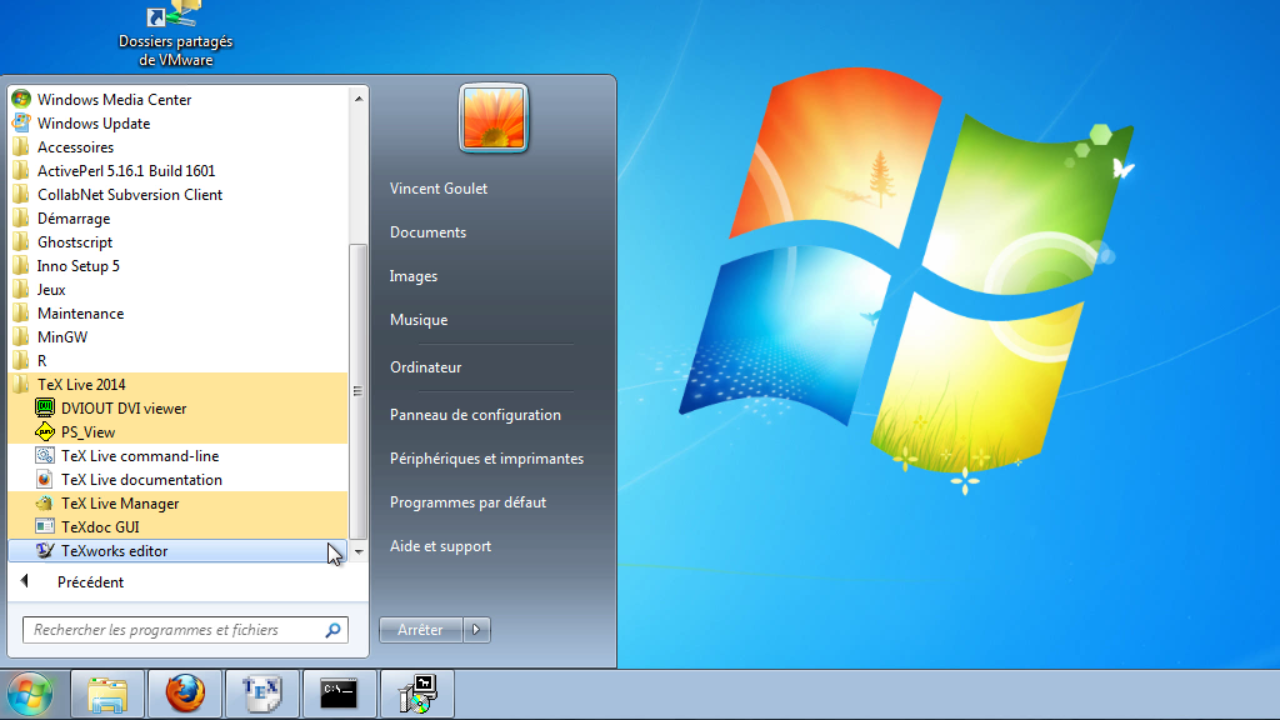 Dossiers partagés
de VMware
Windows Media Center
Windows Update
Accessoires
ActivePerl 5.16.1 Build 1601
CollabNet Subversion Client
Démarrage
Ghostscript
Inno Setup 5
Jeux
Maintenance
MinGW
R
TeX Live 2014
DVIOUT DVI viewer
PS_View
TeX Live command-line
TeX Live documentation
TeX Live Manager
TeXdoc GUI
TeXworks editor
Précédent
Rechercher les programmes et fichiers
Vincent Goulet
Documents
Images
Musique
Ordinateur
Panneau de configuration
Périphériques et imprimantes
Programmes par défaut
Aide et support
Arrêter
TEX
C:\_